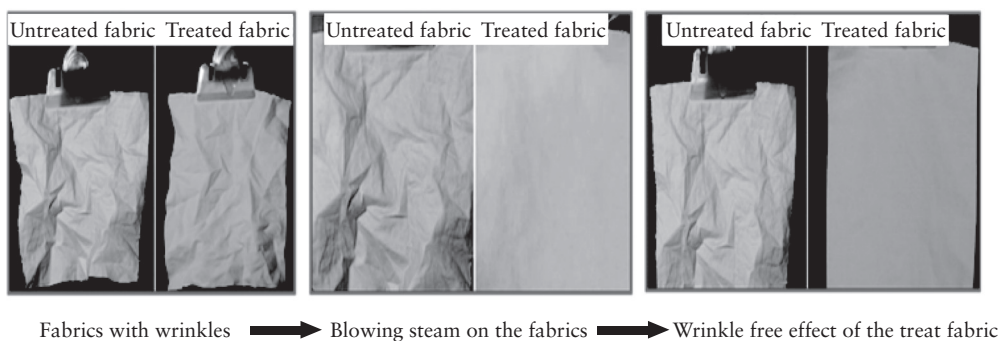 Untreated fabric Treated fabric
Untreated fabric Treated fabric
Untreated fabric Treated fabric
Fabrics with wrinkles
Blowing steam on the fabrics
Wrinkle free effect of the treat fabric